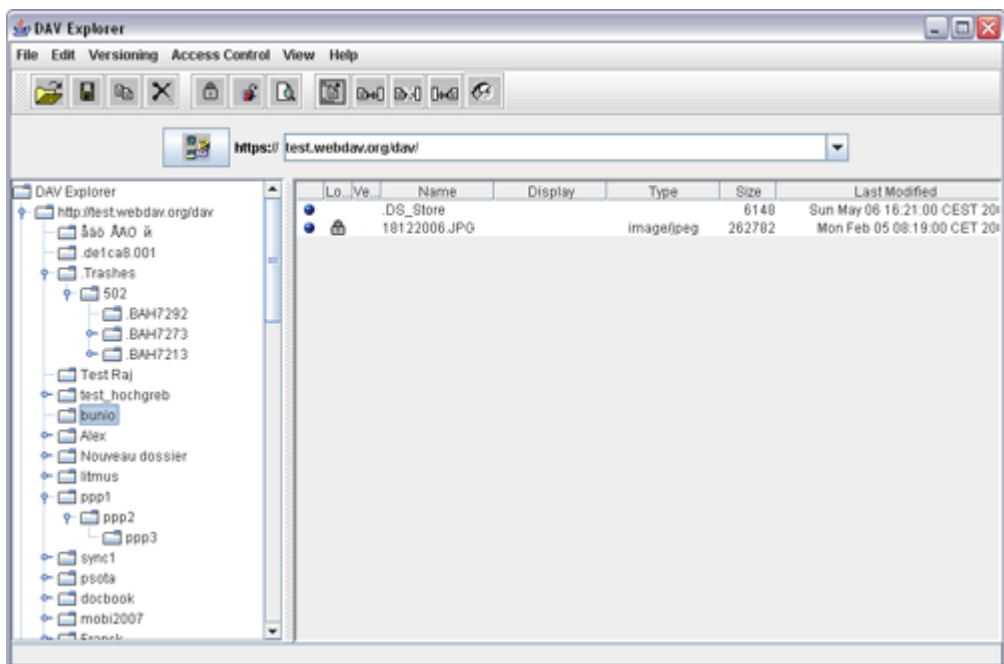 DAV Explorer
File Edit Versioning Access Control View Help
https:// test.webdav.org/dav/
DAV Explorer
http://test.webdav.org/dav
.de1ca8.001
.Trashes
502
.BAH7292
.BAH7273
.BAH7213
Test Raj
test_hochgreb
bunio
Alex
Nouveau dossier
litmus
ppp1
ppp2
ppp3
sync1
psota
docbook
mobi2007
Franck
Lo... Ve... Name Display Type Size Last Modified
.DS_Store 6148 Sun May 06 16:21:00 CEST 20
18122006.JPG image/jpeg 262782 Mon Feb 05 08:19:00 CET 20